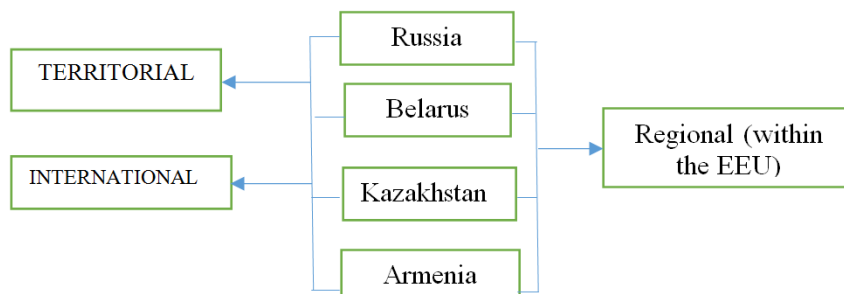 Russia
TERRITORIAL
Belarus
Regional (within
the EEU)
INTERNATIONAL
Kazakhstan
Armenia